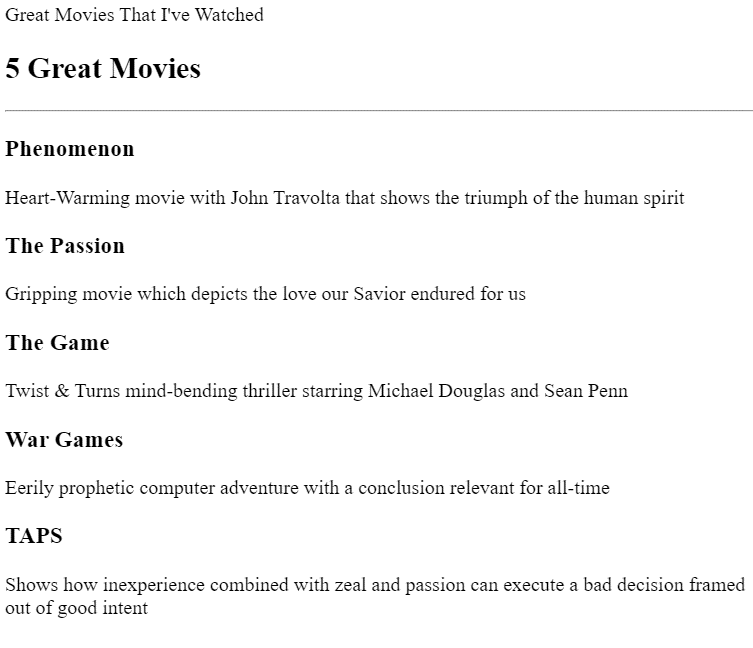 Great Movies That I've Watched
5 Great Movies
Phenomenon
Heart-Warming movie with John Travolta that shows the triumph of the human spirit
The Passion
Gripping movie which depicts the love our Savior endured for us
The Game
Twist & Turns mind-bending thriller starring Michael Douglas and Sean Penn
War Games
Eerily prophetic computer adventure with a conclusion relevant for all-time
TAPS
Shows how inexperience combined with zeal and passion can execute a bad decision framed
out of good intent